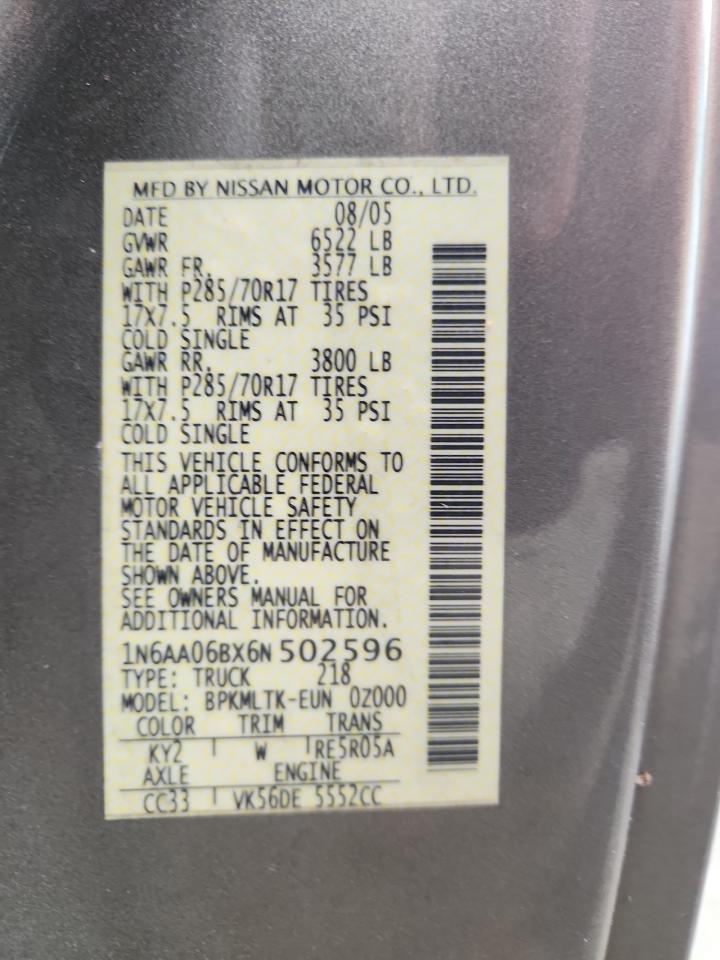 MFD BY NISSAN MOTOR CO., LTD.
DATE 08/05
GVWR 6522 LB
GAWR FR. 3577 LB
WITH P285/70R17 TIRES
17X7.5 RIMS AT 35 PSI
COLD SINGLE
GAWR RR. 3800 LB
WITH P285/70R17 TIRES
17X7.5 RIMS AT 35 PSI
COLD SINGLE
THIS VEHICLE CONFORMS TO
ALL APPLICABLE FEDERAL
MOTOR VEHICLE SAFETY
STANDARDS IN EFFECT ON
THE DATE OF MANUFACTURE
SHOWN ABOVE.
SEE OWNERS MANUAL FOR
ADDITIONAL INFORMATION.
1N6AA06BX6N502596
TYPE: TRUCK 218
MODEL: BPKMLTK-EUN 0Z000
COLOR TRIM TRANS
KY2 W RE5R05A
AXLE ENGINE
CC33 VK56DE 5552CC